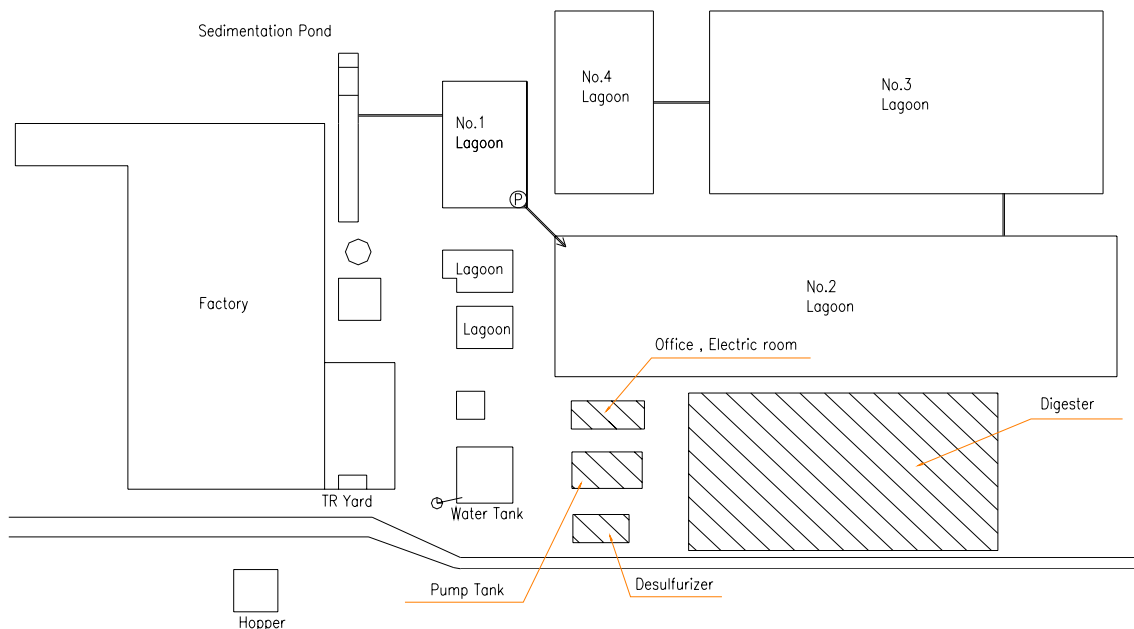 Sedimentation Pond
No.4
Lagoon
No.3
Lagoon
No.1
Lagoon
P
Lagoon
No.2
Lagoon
Factory
Lagoon
Office , Electric room
Digester
TR Yard
Water Tank
Pump Tank
Desulfurizer
Hopper